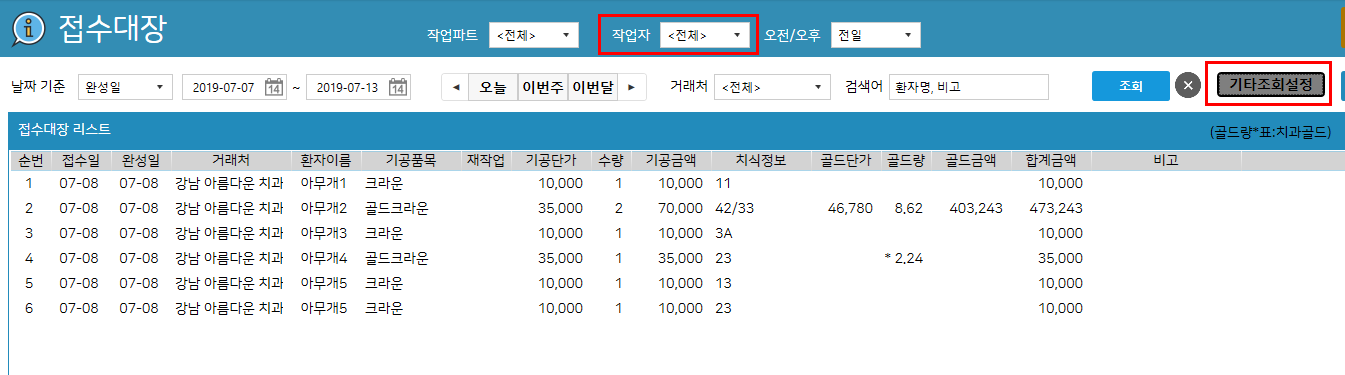 접수대장
작업파트 <전체> 작업자 <전체> 오전/오후 전일
날짜 기준 완성일 2019-07-07 14 ~ 2019-07-13 14 ◄ 오늘 이번주 이번달 ► 거래처 <전체> 검색어 환자명, 비고 조회 X 기타조회설정
접수대장 리스트 (골드량*표:치과골드)
순번 접수일 완성일 거래처 환자이름 기공품목 재작업 기공단가 수량 기공금액 치식정보 골드단가 골드량 골드금액 합계금액 비고
1 07-08 07-08 강남 아름다운 치과 아무개1 크라운 10,000 1 10,000 11 10,000
2 07-08 07-08 강남 아름다운 치과 아무개2 골드크라운 35,000 2 70,000 42/33 46,780 8.62 403,243 473,243
3 07-08 07-08 강남 아름다운 치과 아무개3 크라운 10,000 1 10,000 3A 10,000
4 07-08 07-08 강남 아름다운 치과 아무개4 골드크라운 35,000 1 35,000 23 * 2.24 35,000
5 07-08 07-08 강남 아름다운 치과 아무개5 크라운 10,000 1 10,000 13 10,000
6 07-08 07-08 강남 아름다운 치과 아무개5 크라운 10,000 1 10,000 23 10,000